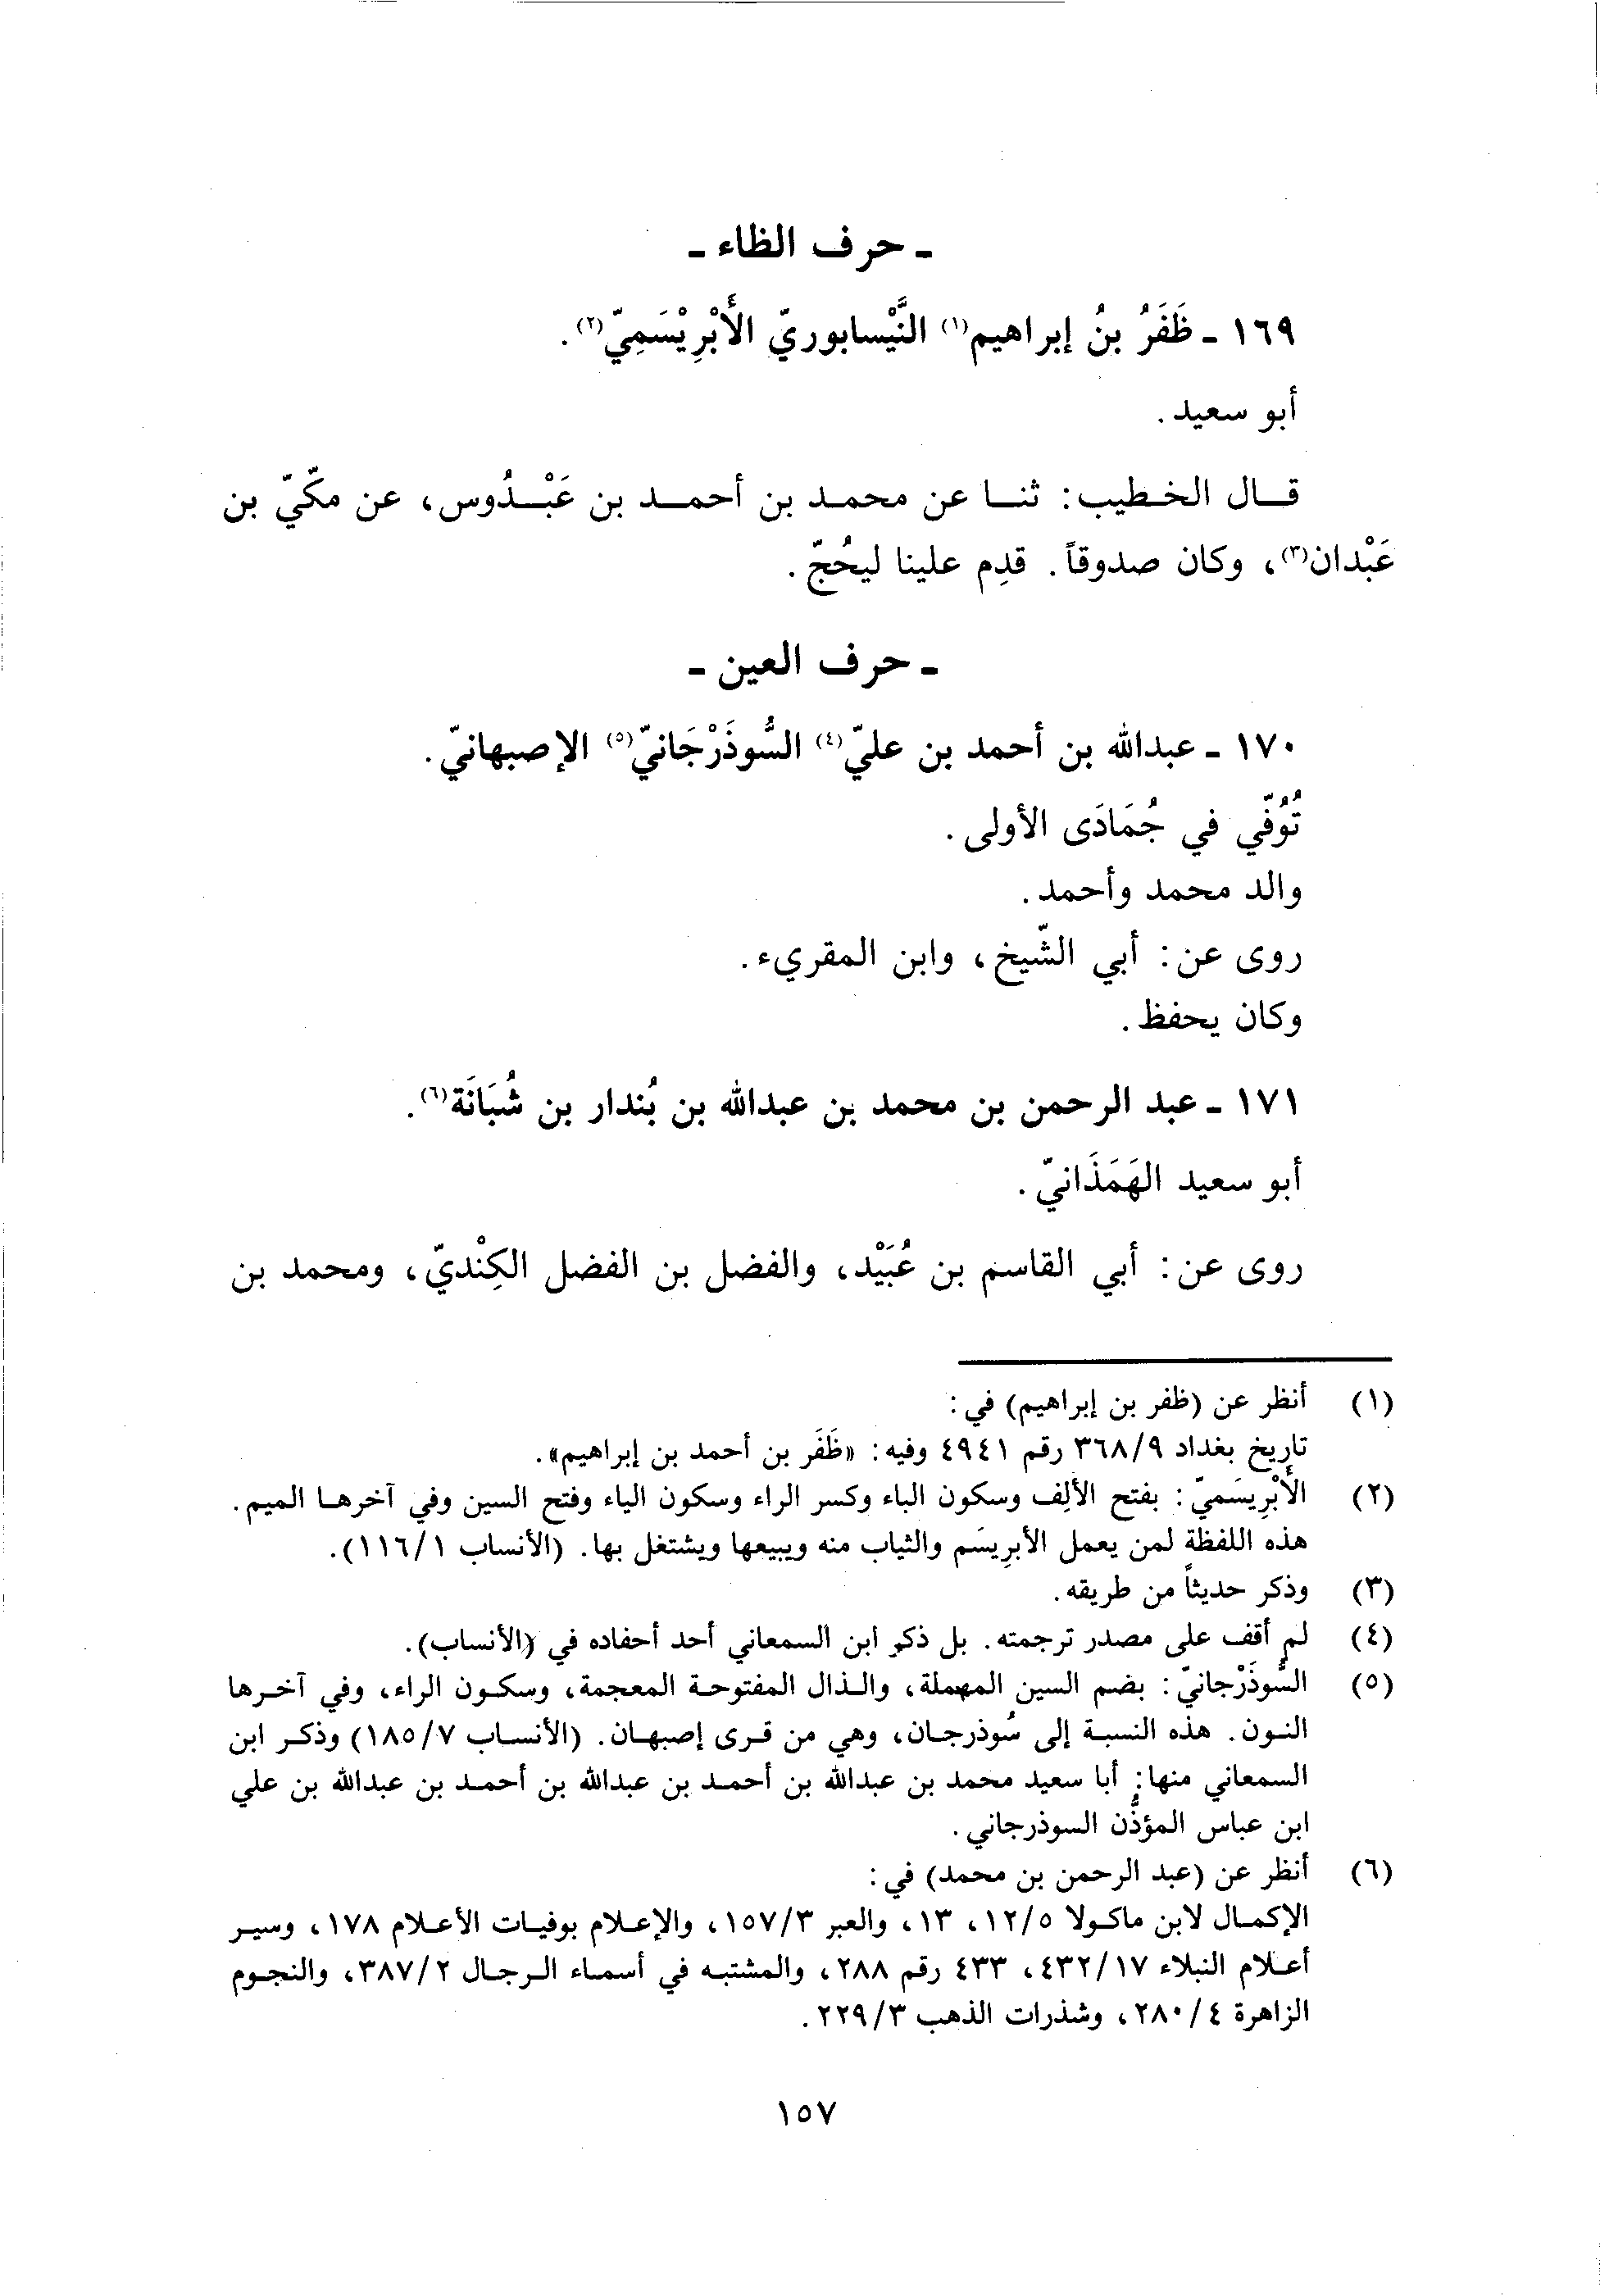 ـ حرف الظاء ـ
١٦٩ ـ ظَفَرُ بنُ إبراهيم(١) النَّيْسابوريّ الأَبْرِيْسَمِيّ(٢).
أبو سعيد.
قال الخطيب: ثنا عن محمد بن أحمد بن عَبْدُوس، عن مكّيّ بن
عَبْدان(٣)، وكان صدوقاً. قدِم علينا ليحُجّ.
ـ حرف العين ـ
١٧٠ ـ عبدالله بن أحمد بن عليّ(٤) السُّوذَرْجَانيّ(٥) الإصبهانيّ.
تُوُفّي في جُمَادَى الأولى.
والد محمد وأحمد.
روى عن: أبي الشّيخ، وابن المقريء.
وكان يحفظ.
١٧١ ـ عبد الرحمن بن محمد بن عبدالله بن بُندار بن شُبَانَة(٦).
أبو سعيد الهَمَذَانيّ.
روى عن: أبي القاسم بن عُبَيْد، والفضل بن الفضل الكِنْديّ، ومحمد بن
(١) أنظر عن (ظفر بن إبراهيم) في:
تاريخ بغداد ٣٦٨/٩ رقم ٤٩٤١ وفيه: «ظَفَر بن أحمد بن إبراهيم».
(٢) الأَبْرِيسَميّ: بفتح الألِف وسكون الباء وكسر الراء وسكون الياء وفتح السين وفي آخرها الميم.
هذه اللفظة لمن يعمل الأبرِيسَم والثياب منه ويبيعها ويشتغل بها. (الأنساب ١١٦/١).
(٣) وذكر حديثاً من طريقه.
(٤) لم أقف على مصدر ترجمته. بل ذكر ابن السمعاني أحد أحفاده في (الأنساب).
(٥) السُّوذَرْجانيّ: بضم السين المهملة، والذال المفتوحة المعجمة، وسكون الراء، وفي آخرها
النون. هذه النسبة إلى سُوذرجان، وهي من قرى إصبهان. (الأنساب ١٨٥/٧) وذكر ابن
السمعاني منها: أبا سعيد محمد بن عبدالله بن أحمد بن عبدالله بن أحمد بن عبدالله بن علي
ابن عباس المؤذّن السوذرجاني.
(٦) أنظر عن (عبد الرحمن بن محمد) في:
الإكمال لابن ماكولا ١٢/٥، ١٣، والعبر ١٥٧/٣، والإعلام بوفيات الأعلام ١٧٨، وسير
أعلام النبلاء ٤٣٢/١٧، ٤٣٣ رقم ٢٨٨، والمشتبه في أسماء الرجال ٣٨٧/٢، والنجوم
الزاهرة ٢٨٠/٤، وشذرات الذهب ٢٢٩/٣.
١٥٧